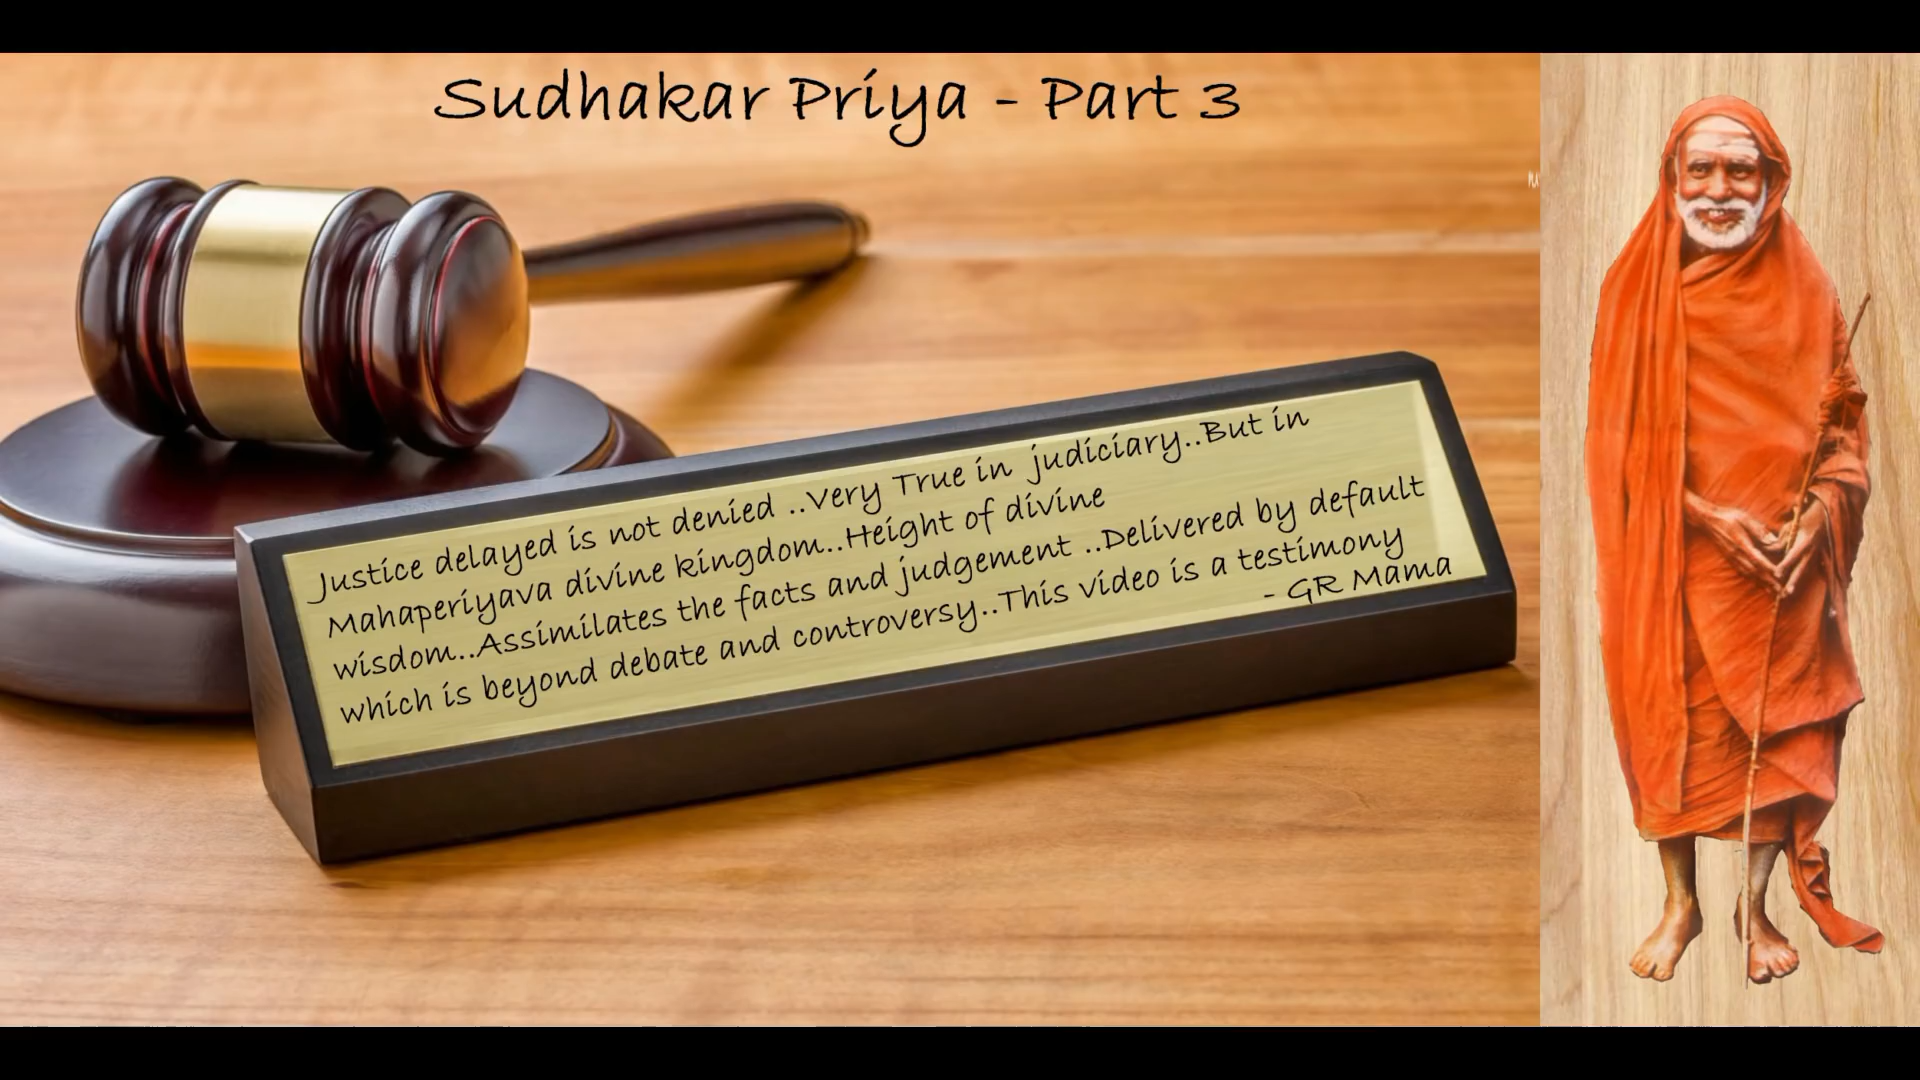 Sudhakar Priya - Part 3
Justice delayed is not denied ..Very True in judiciary..But in
Mahaperiyava divine kingdom..Height of divine
wisdom..Assimilates the facts and judgement ..Delivered by default
which is beyond debate and controversy..This video is a testimony
- GR Mama